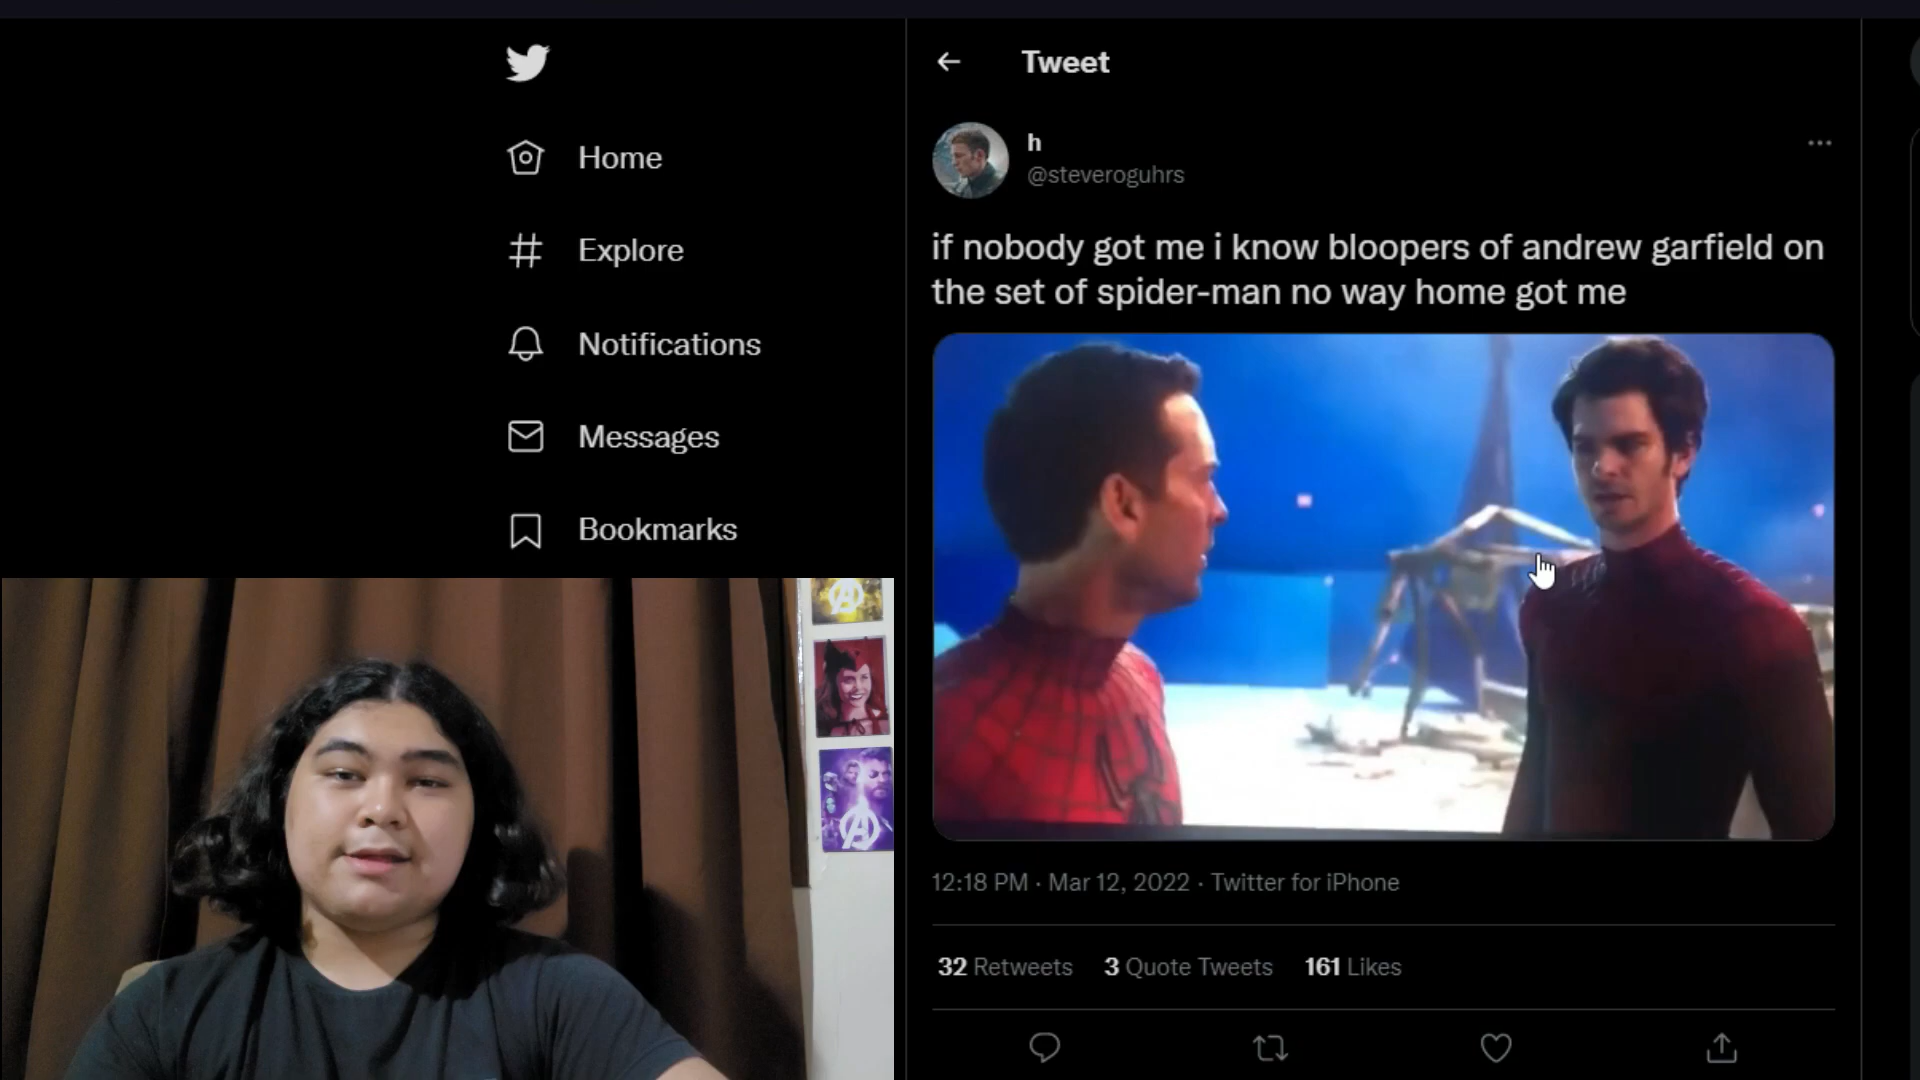 Home
Explore
Notifications
Messages
Bookmarks
Tweet
h
@steveroguhrs
if nobody got me i know bloopers of andrew garfield on
the set of spider-man no way home got me
12:18 PM · Mar 12, 2022 · Twitter for iPhone
32 Retweets 3 Quote Tweets 161 Likes